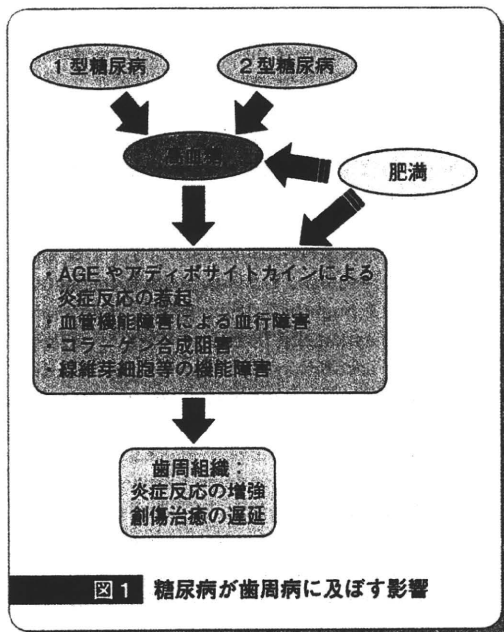 1型糖尿病
2型糖尿病
高血糖
肥満
・AGEやアディポサイトカインによる
炎症反応の惹起
・血管機能障害による血行障害
・コラーゲン合成阻害
・線維芽細胞等の機能障害
歯周組織：
炎症反応の増強
創傷治癒の遅延
図1 糖尿病が歯周病に及ぼす影響